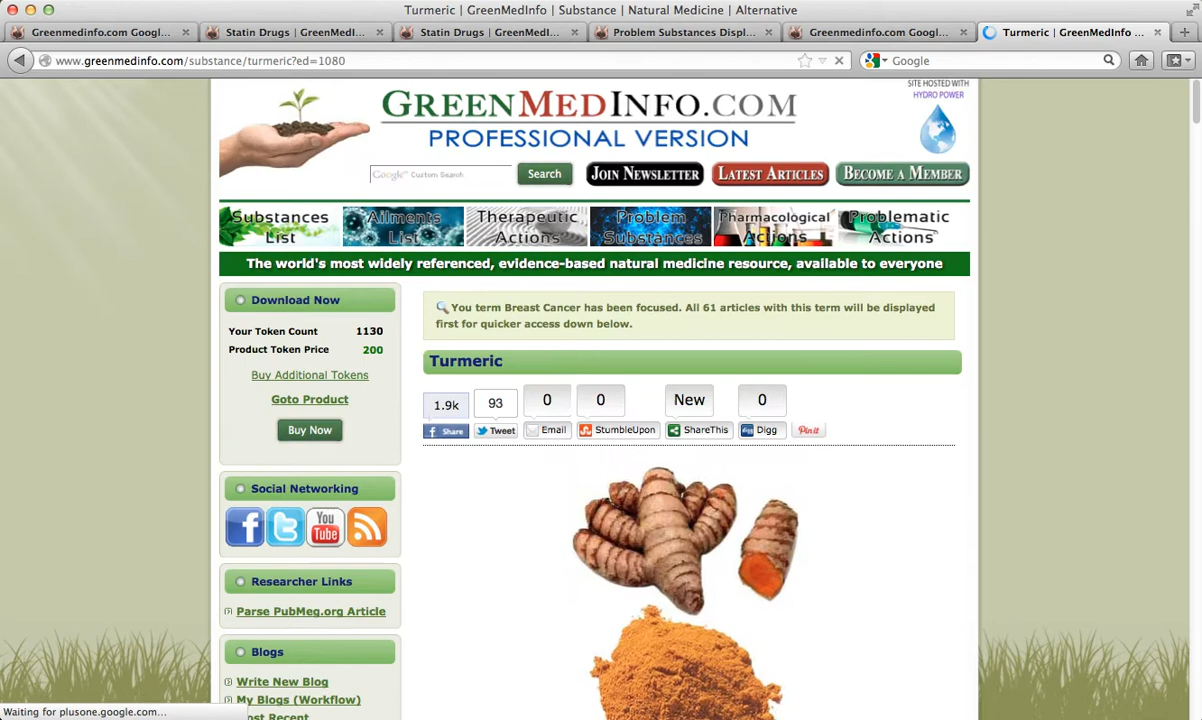 Turmeric | GreenMedInfo | Substance | Natural Medicine | Alternative
Greenmedinfo.com Googl...
Statin Drugs | GreenMedI...
Statin Drugs | GreenMedI...
Problem Substances Displ...
Greenmedinfo.com Googl...
Turmeric | GreenMedInfo ...
www.greenmedinfo.com/substance/turmeric?ed=1080
Google
GREENMEDINFO.COM
PROFESSIONAL VERSION
SITE HOSTED WITH
HYDRO POWER
Google Custom Search
Search
JOIN NEWSLETTER
LATEST ARTICLES
BECOME A MEMBER
Substances
List
Ailments
List
Therapeutic
Actions
Problem
Substances
Pharmacological
Actions
Problematic
Actions
The world's most widely referenced, evidence-based natural medicine resource, available to everyone
Download Now
Your Token Count 1130
Product Token Price 200
Buy Additional Tokens
Goto Product
Buy Now
Social Networking
You
Tube
Researcher Links
Parse PubMeg.org Article
Blogs
Write New Blog
My Blogs (Workflow)
Most Recent
You term Breast Cancer has been focused. All 61 articles with this term will be displayed
first for quicker access down below.
Turmeric
1.9k
93
0
0
New
0
Share
Tweet
Email
StumbleUpon
ShareThis
Digg
Pin it
Waiting for plusone.google.com...